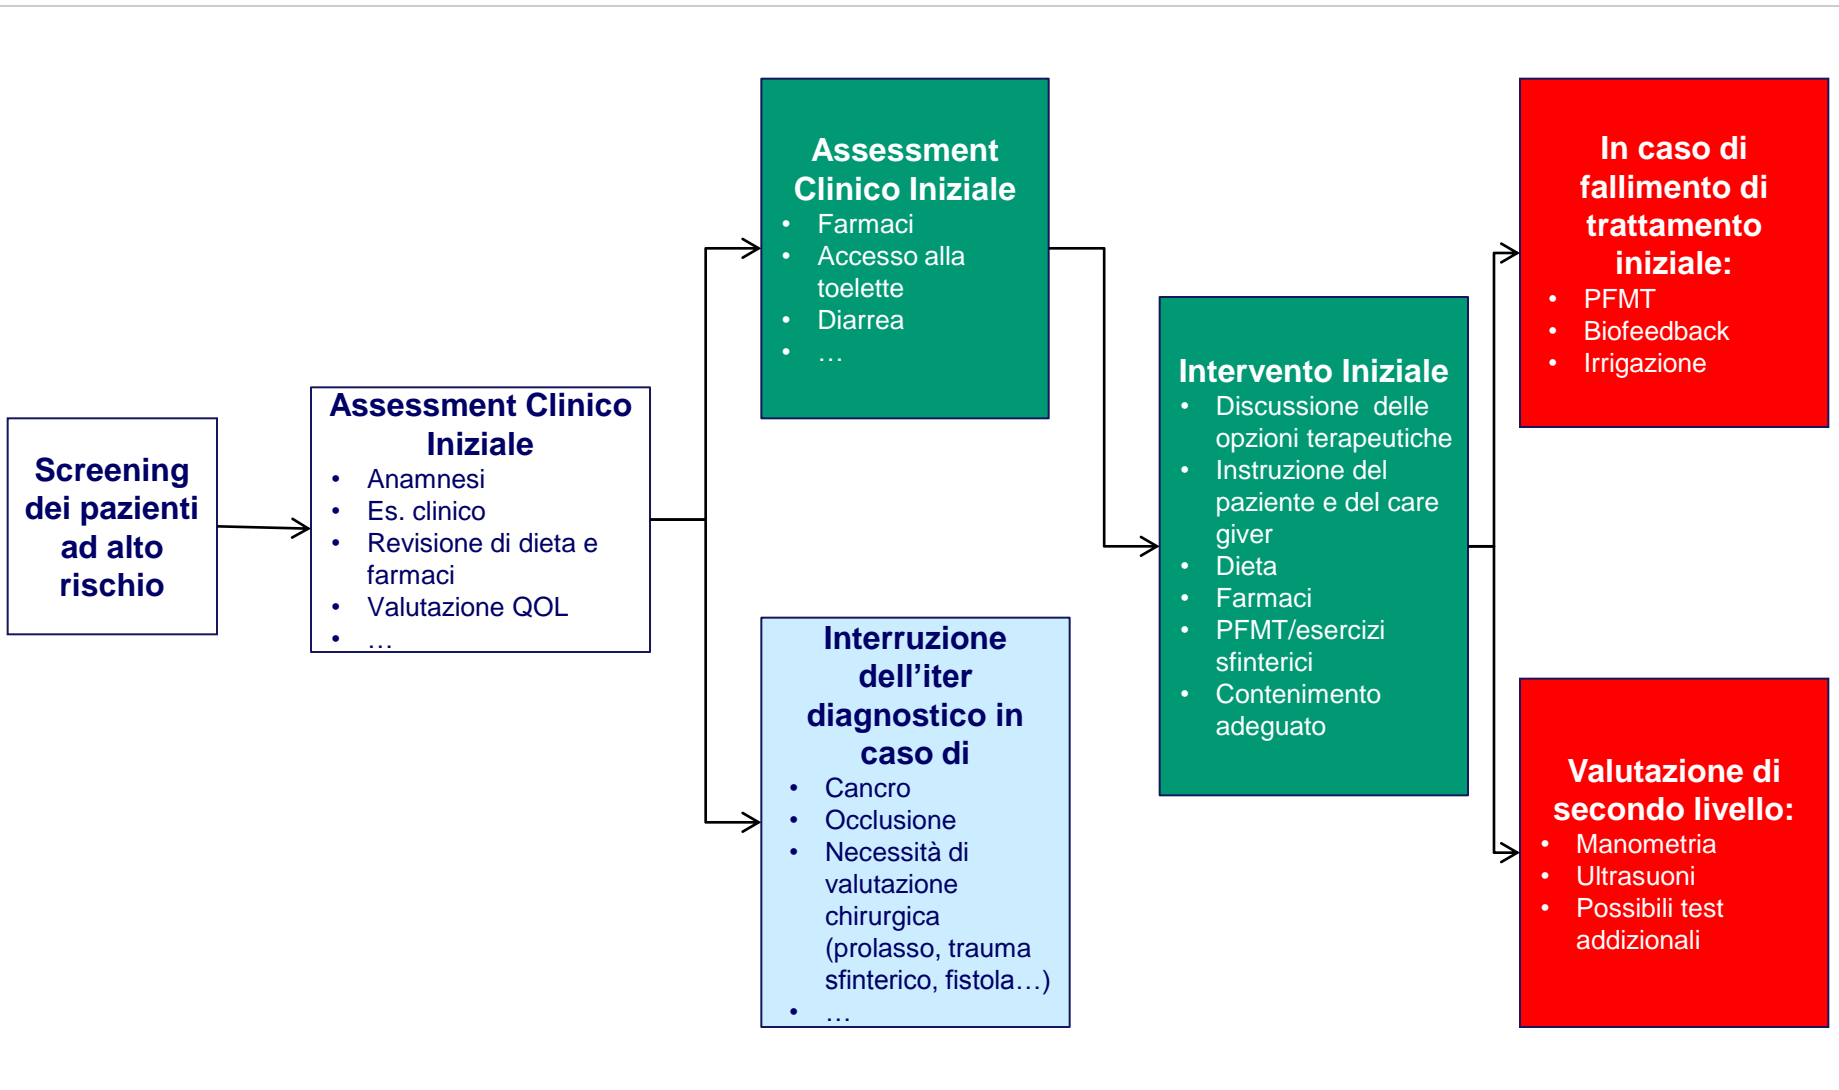 Screening
dei pazienti
ad alto
rischio
Assessment Clinico
Iniziale
• Anamnesi
• Es. clinico
• Revisione di dieta e
farmaci
• Valutazione QOL
• …
Assessment
Clinico Iniziale
• Farmaci
• Accesso alla
toelette
• Diarrea
• …
Interruzione
dell’iter
diagnostico in
caso di
• Cancro
• Occlusione
• Necessità di
valutazione
chirurgica
(prolasso, trauma
sfinterico, fistola…)
• …
Intervento Iniziale
• Discussione delle
opzioni terapeutiche
• Instruzione del
paziente e del care
giver
• Dieta
• Farmaci
• PFMT/esercizi
sfinterici
• Contenimento
adeguato
In caso di
fallimento di
trattamento
iniziale:
• PFMT
• Biofeedback
• Irrigazione
Valutazione di
secondo livello:
• Manometria
• Ultrasuoni
• Possibili test
addizionali